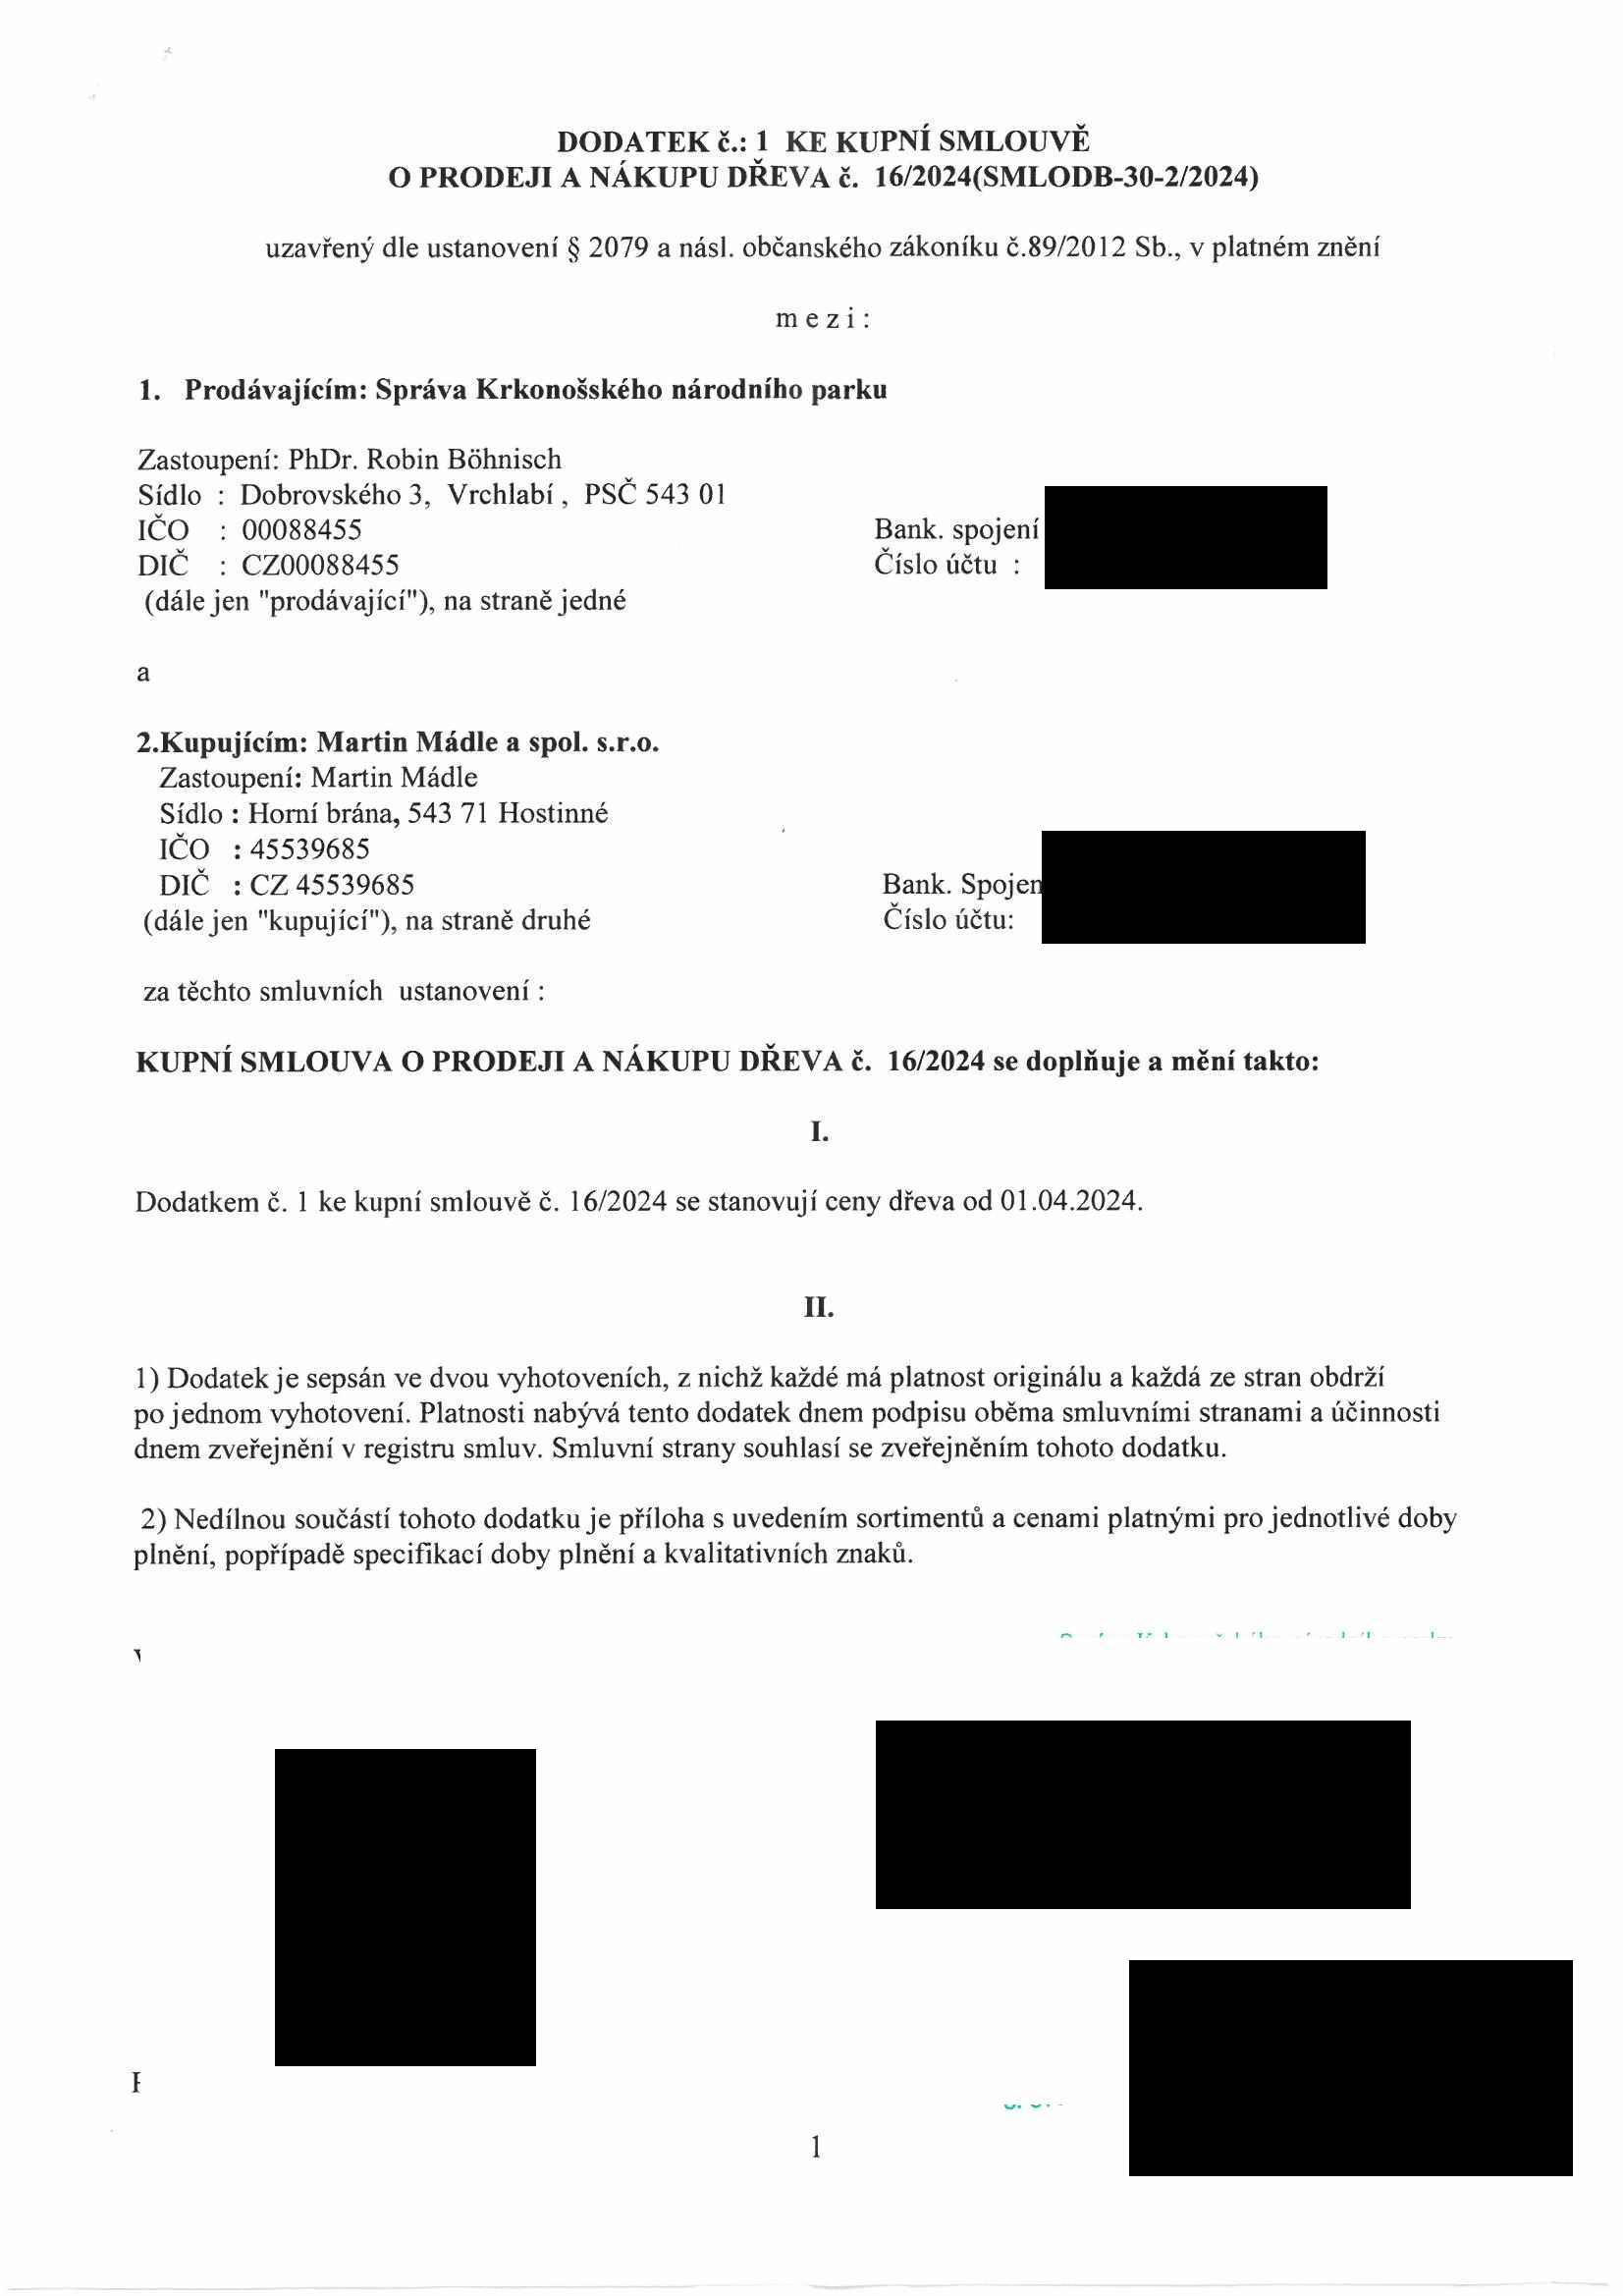 DODATEK č.: 1 KE KUPNÍ SMLOUVĚ
O PRODEJI A NÁKUPU DŘEVA č. 16/2024(SMLODB-30-2/2024)
uzavřený dle ustanovení § 2079 a násl. občanského zákoníku č.89/2012 Sb., v platném znění
m e z i :
1. Prodávajícím: Správa Krkonošského národního parku
Zastoupení: PhDr. Robin Böhnisch
Sídlo : Dobrovského 3, Vrchlabí , PSČ 543 01
IČO : 00088455 Bank. spojení
DIČ : CZ00088455 Číslo účtu :
(dále jen "prodávající"), na straně jedné
a
2.Kupujícím: Martin Mádle a spol. s.r.o.
Zastoupení: Martin Mádle
Sídlo : Horní brána, 543 71 Hostinné
IČO : 45539685
DIČ : CZ 45539685 Bank. Spojen
(dále jen "kupující"), na straně druhé Číslo účtu:
za těchto smluvních ustanovení :
KUPNÍ SMLOUVA O PRODEJI A NÁKUPU DŘEVA č. 16/2024 se doplňuje a mění takto:
I.
Dodatkem č. 1 ke kupní smlouvě č. 16/2024 se stanovují ceny dřeva od 01.04.2024.
II.
1) Dodatek je sepsán ve dvou vyhotoveních, z nichž každé má platnost originálu a každá ze stran obdrží
po jednom vyhotovení. Platnosti nabývá tento dodatek dnem podpisu oběma smluvními stranami a účinnosti
dnem zveřejnění v registru smluv. Smluvní strany souhlasí se zveřejněním tohoto dodatku.
2) Nedílnou součástí tohoto dodatku je příloha s uvedením sortimentů a cenami platnými pro jednotlivé doby
plnění, popřípadě specifikací doby plnění a kvalitativních znaků.
1